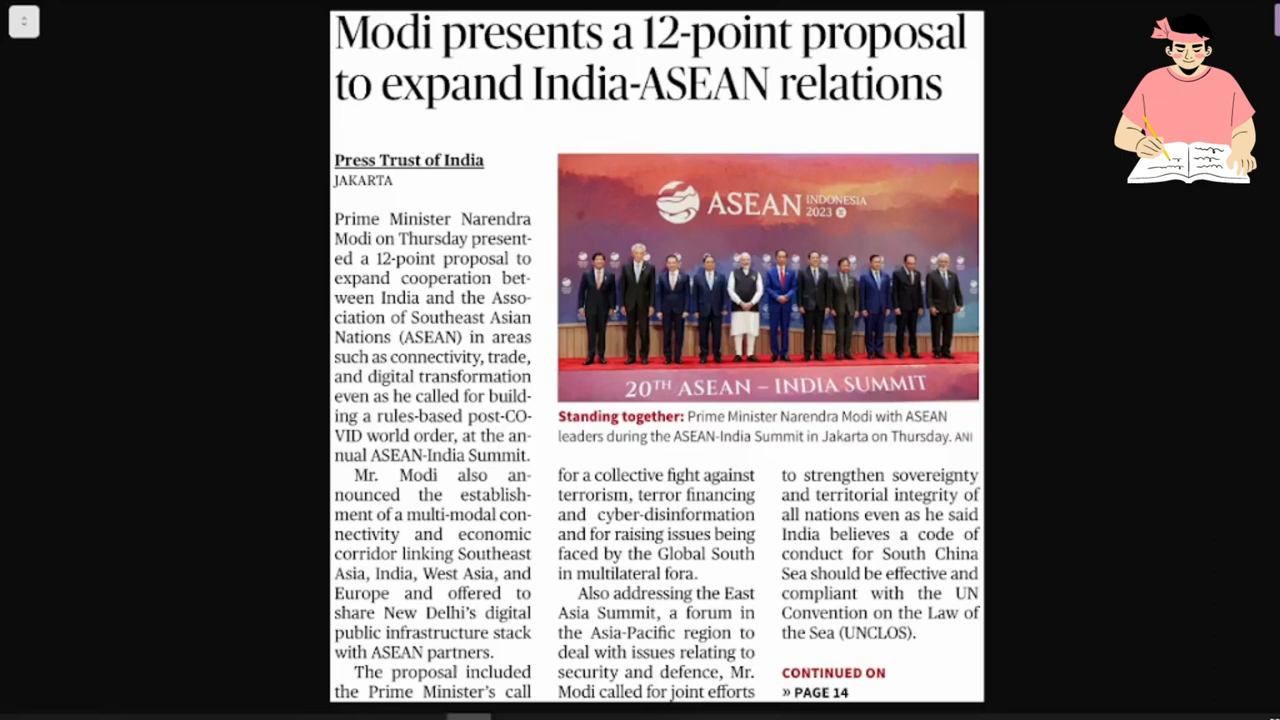 Modi presents a 12-point proposal
to expand India-ASEAN relations
Press Trust of India
JAKARTA
Prime Minister Narendra
Modi on Thursday present-
ed a 12-point proposal to
expand cooperation bet-
ween India and the Asso-
ciation of Southeast Asian
Nations (ASEAN) in areas
such as connectivity, trade,
and digital transformation
even as he called for build-
ing a rules-based post-CO-
VID world order, at the an-
nual ASEAN-India Summit.
Mr. Modi also an-
nounced the establish-
ment of a multi-modal con-
nectivity and economic
corridor linking Southeast
Asia, India, West Asia, and
Europe and offered to
share New Delhi's digital
public infrastructure stack
with ASEAN partners.
The proposal included
the Prime Minister's call
ASEAN INDONESIA
2023
20TH ASEAN – INDIA SUMMIT
Standing together: Prime Minister Narendra Modi with ASEAN
leaders during the ASEAN-India Summit in Jakarta on Thursday. ANI
for a collective fight against
terrorism, terror financing
and cyber-disinformation
and for raising issues being
faced by the Global South
in multilateral fora.
Also addressing the East
Asia Summit, a forum in
the Asia-Pacific region to
deal with issues relating to
security and defence, Mr.
Modi called for joint efforts
to strengthen sovereignty
and territorial integrity of
all nations even as he said
India believes a code of
conduct for South China
Sea should be effective and
compliant with the UN
Convention on the Law of
the Sea (UNCLOS).
CONTINUED ON
» PAGE 14